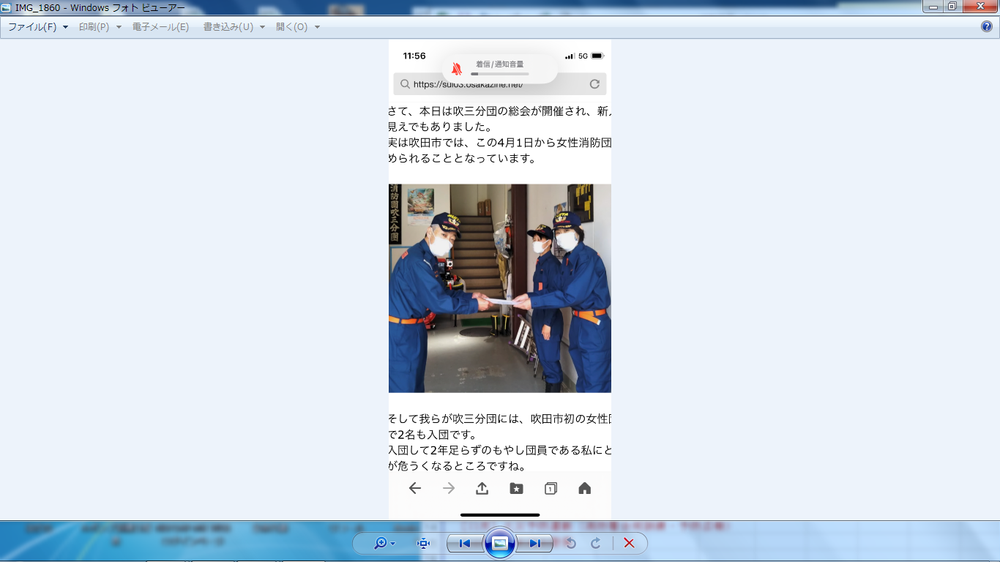 IMG_1860 - Windows フォト ビューアー
ファイル(F) 印刷(P) 電子メール(E) 書き込み(U) 開く(O)
11:56 5G
着信/通知音量
https://sui03.osakazine.net/
さて、本日は吹三分団の総会が開催され、新
見えでもありました。
実は吹田市では、この4月1日から女性消防団
められることとなっています。
消防團吹三分團
そして我らが吹三分団には、吹田市初の女性団
で2名も入団です。
入団して2年足らずのもやし団員である私にと
が危うくなるところですね。
1